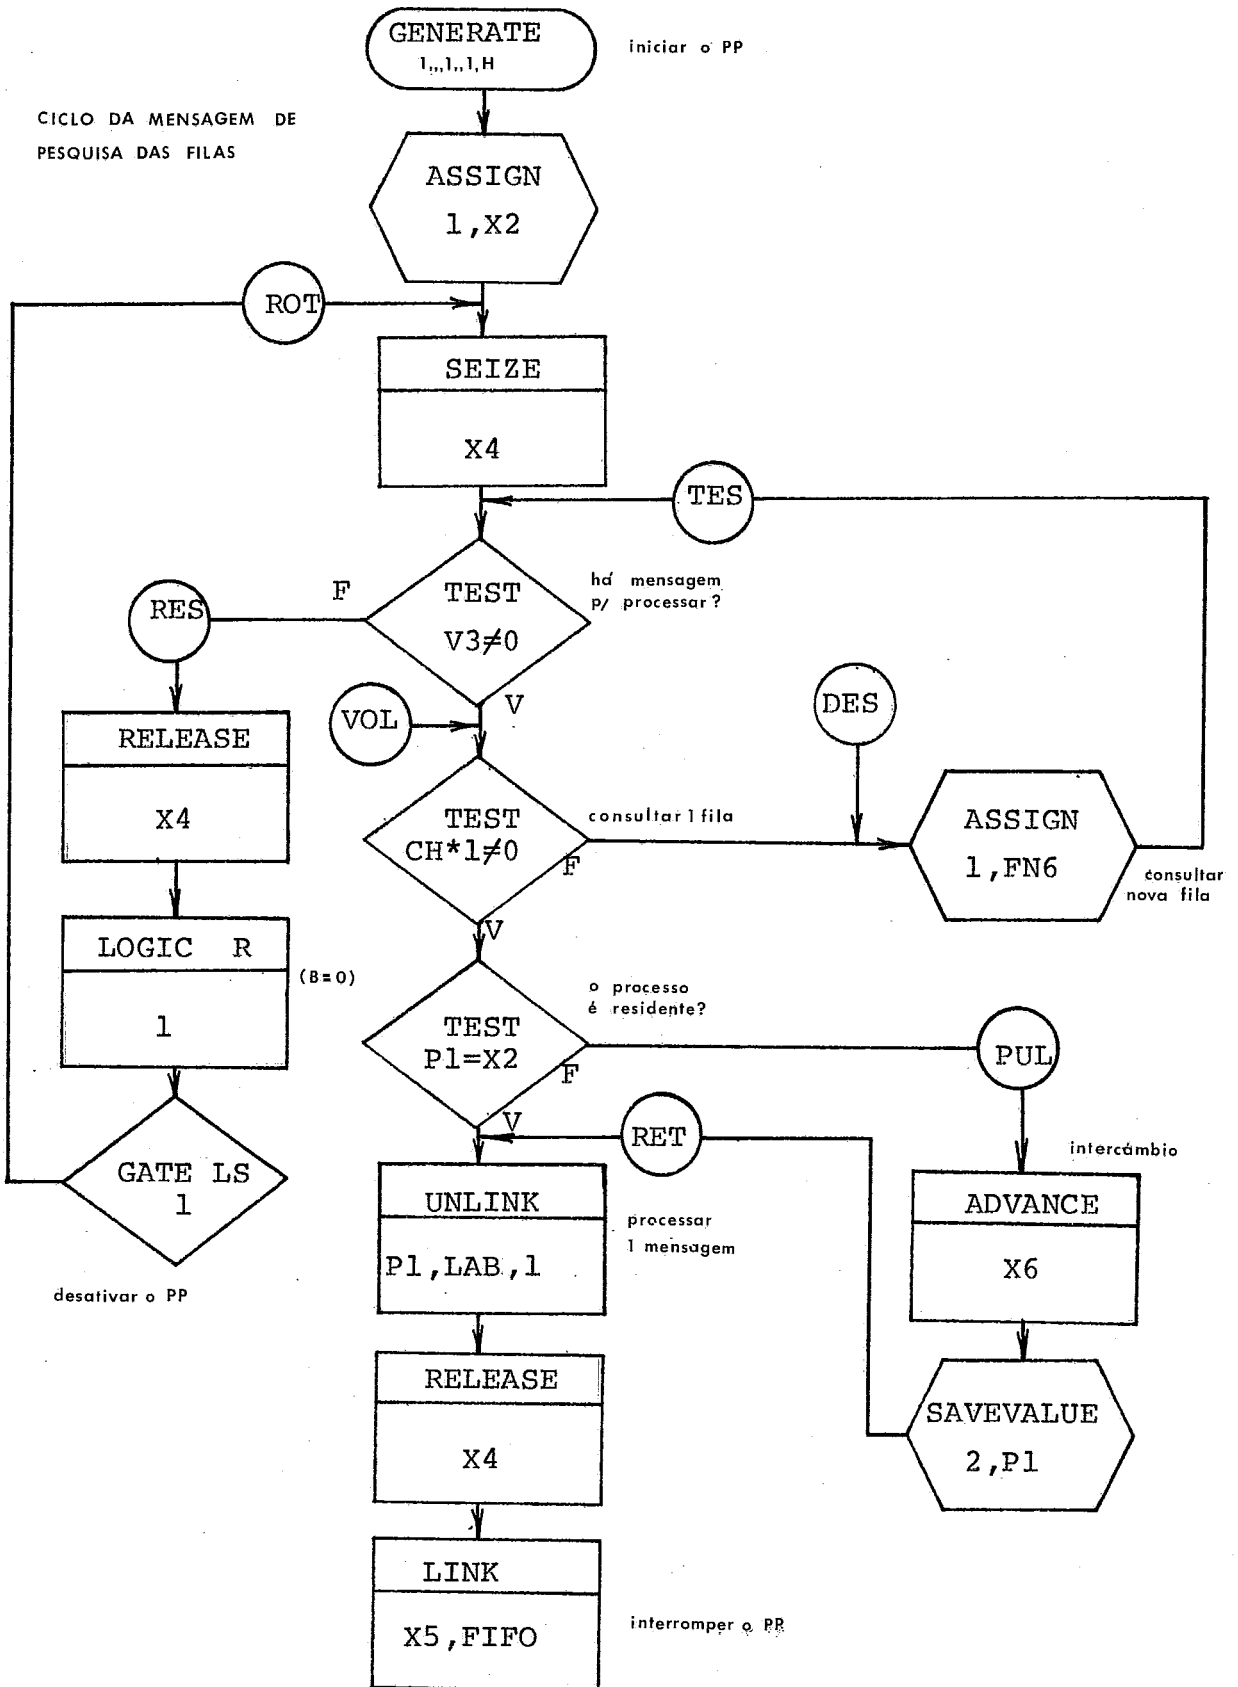 GENERATE
1,,,1,,1,H
iniciar o PP
CICLO DA MENSAGEM DE
PESQUISA DAS FILAS
ASSIGN
1,X2
ROT
SEIZE
X4
TES
F
TEST
V3≠0
há mensagem
p/ processar?
RES
V
VOL
DES
RELEASE
X4
TEST
CH*1≠0
F
consultar 1 fila
ASSIGN
1,FN6
consultar
nova fila
V
LOGIC R
1
(B=0)
TEST
P1=X2
F
o processo
é residente?
PUL
V
RET
GATE LS
1
desativar o PP
UNLINK
P1,LAB,1
processar
1 mensagem
intercâmbio
ADVANCE
X6
RELEASE
X4
SAVEVALUE
2,P1
LINK
X5,FIFO
interromper o PP